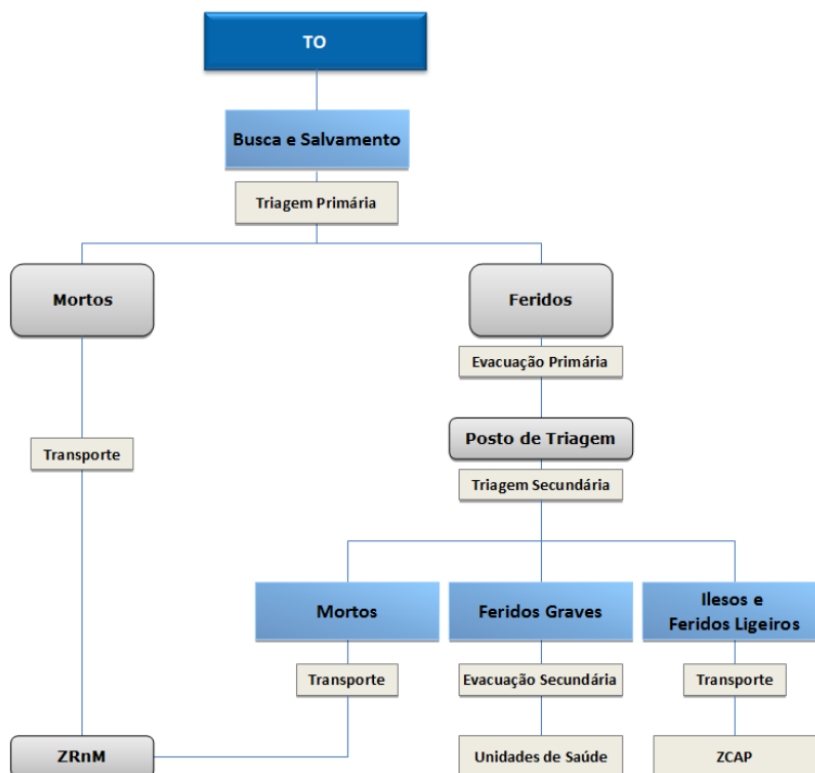 TO
Busca e Salvamento
Triagem Primária
Mortos
Feridos
Evacuação Primária
Posto de Triagem
Transporte
Triagem Secundária
Mortos
Feridos Graves
Ilesos e
Feridos Ligeiros
Transporte
Evacuação Secundária
Transporte
ZRnM
Unidades de Saúde
ZCAP